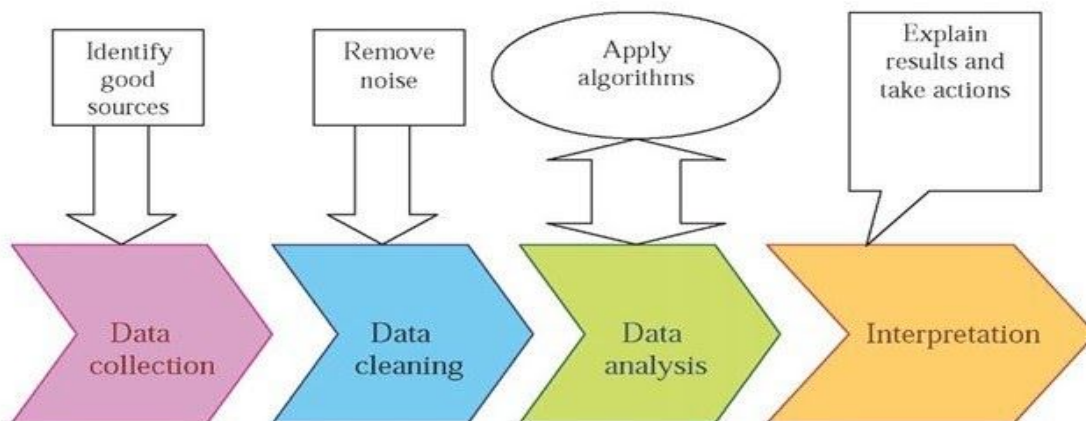 Identify
good
sources
Remove
noise
Apply
algorithms
Explain
results and
take actions
Data
collection
Data
cleaning
Data
analysis
Interpretation